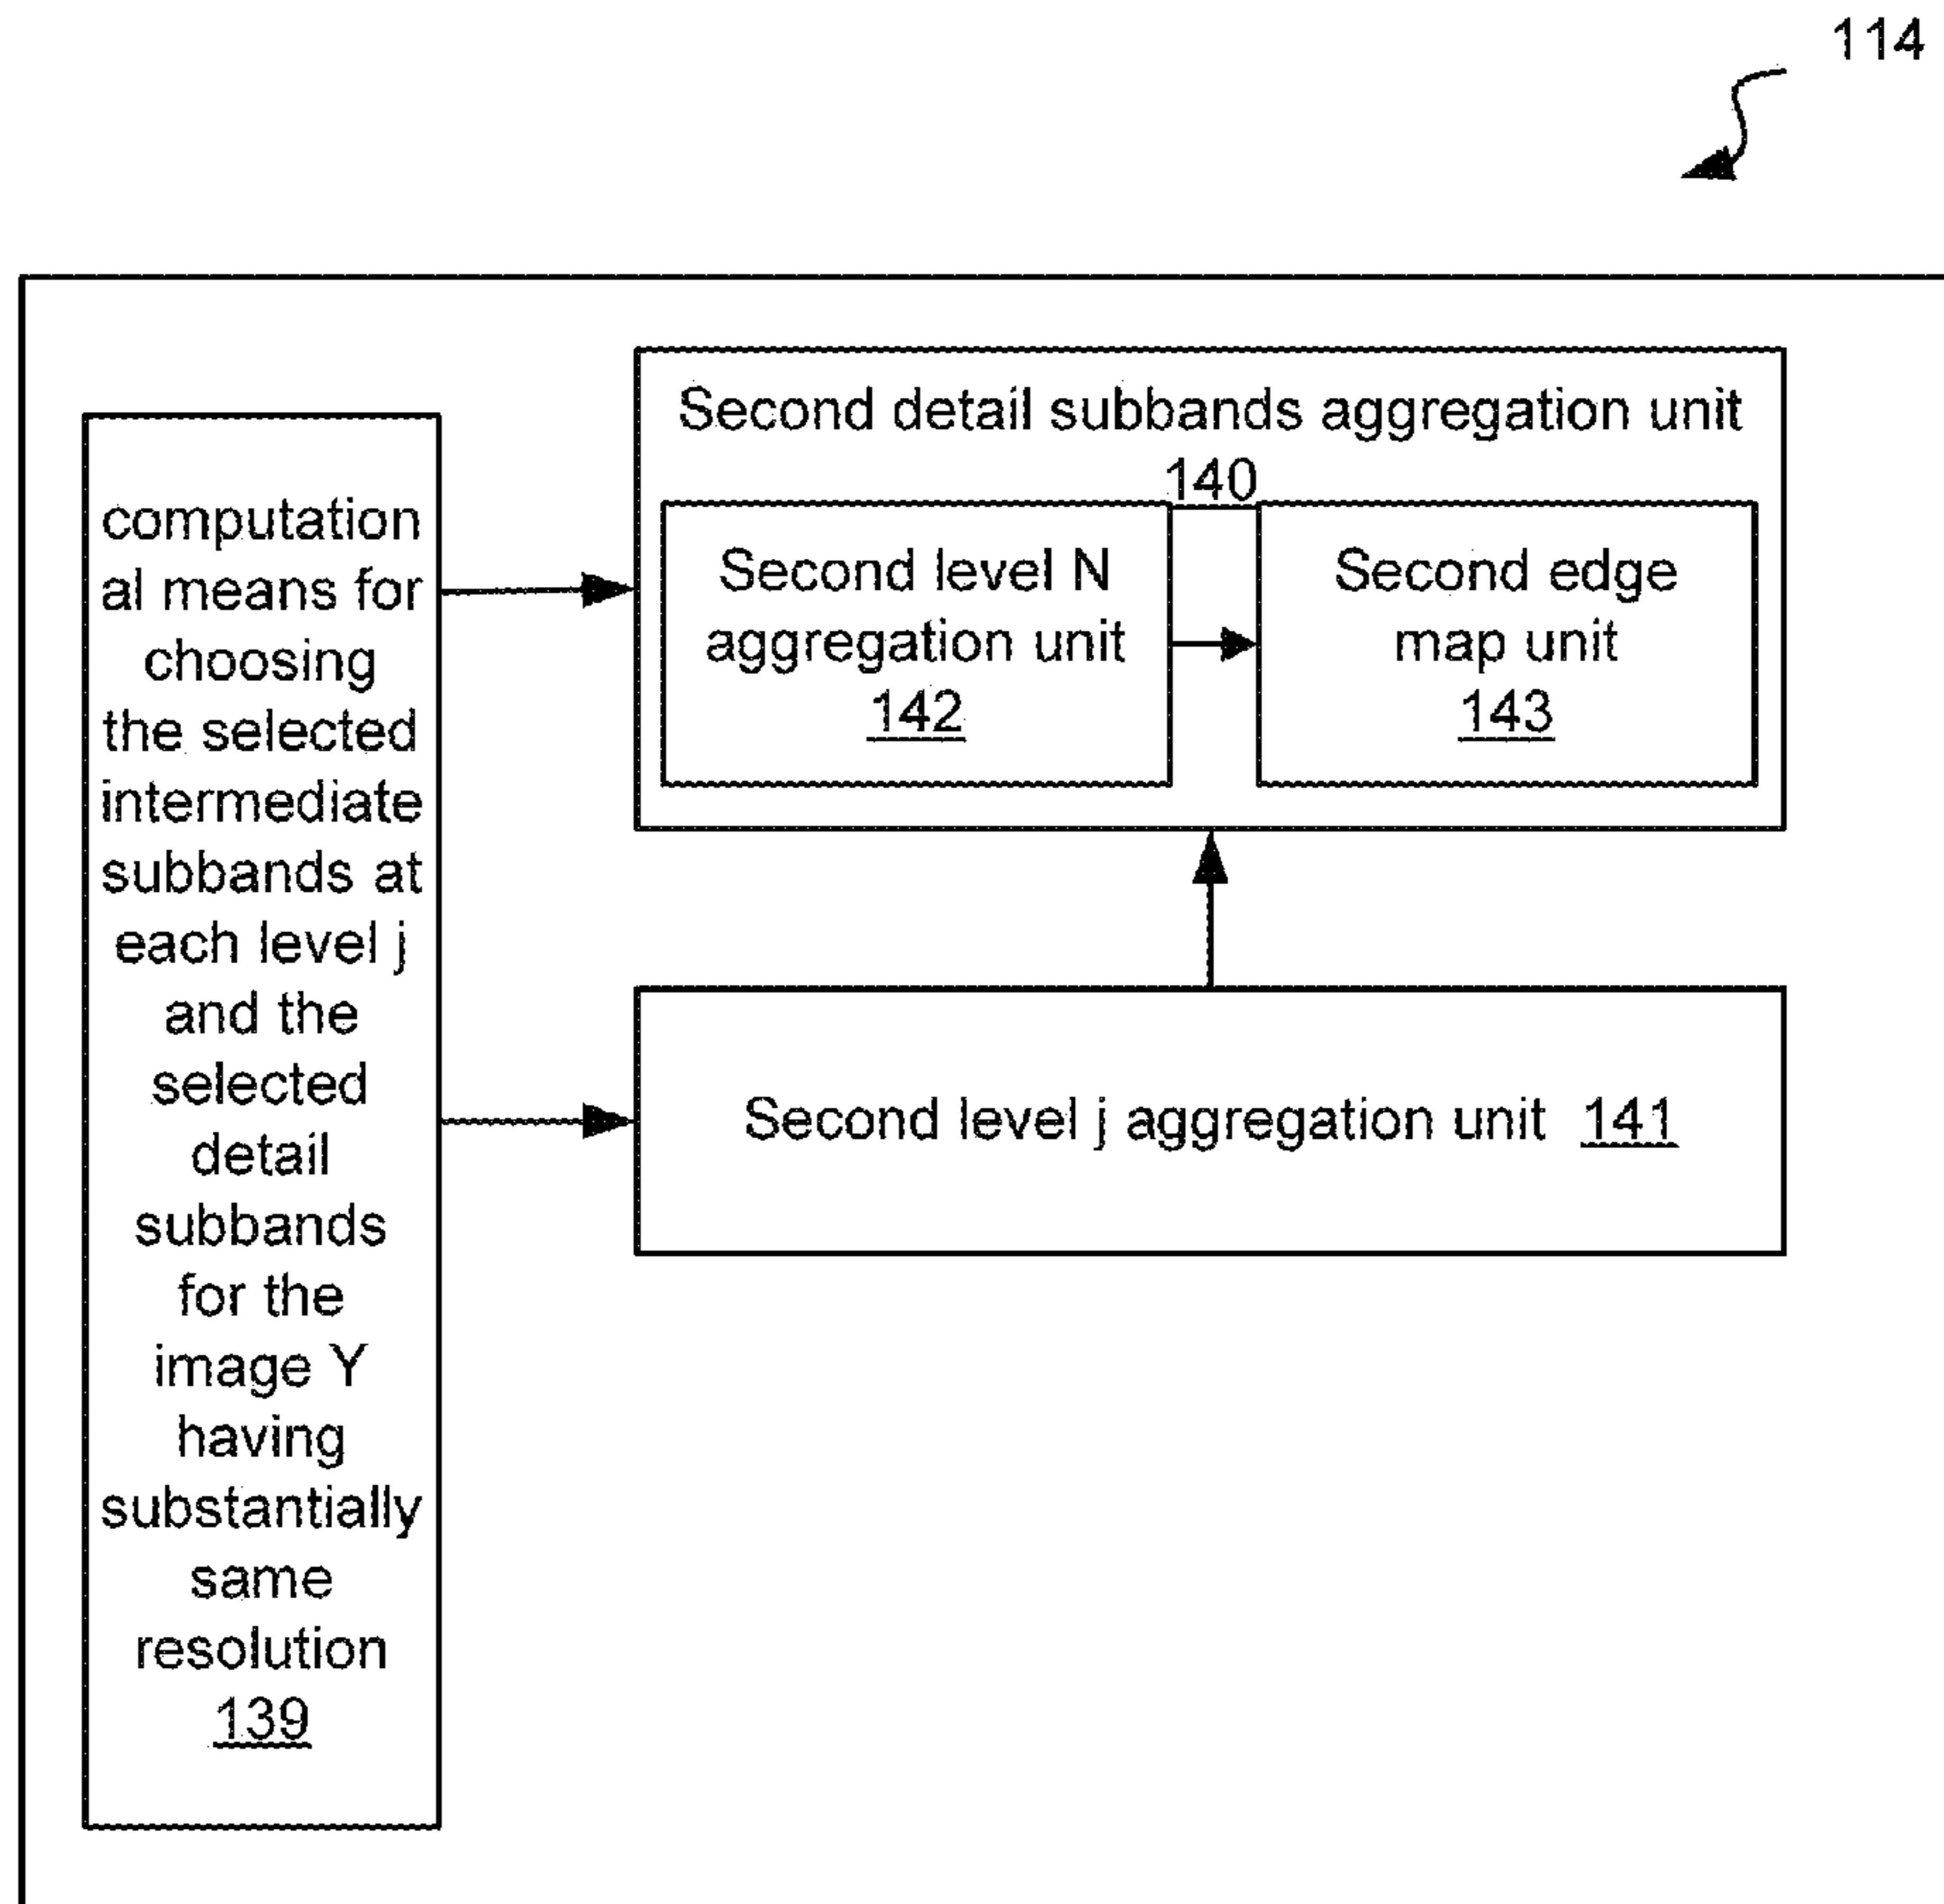 114
computation
al means for
choosing
the selected
intermediate
subbands at
each level j
and the
selected
detail
subbands
for the
image Y
having
substantially
same
resolution
139
Second detail subbands aggregation unit
140
Second level N
aggregation unit
142
Second edge
map unit
143
Second level j aggregation unit 141